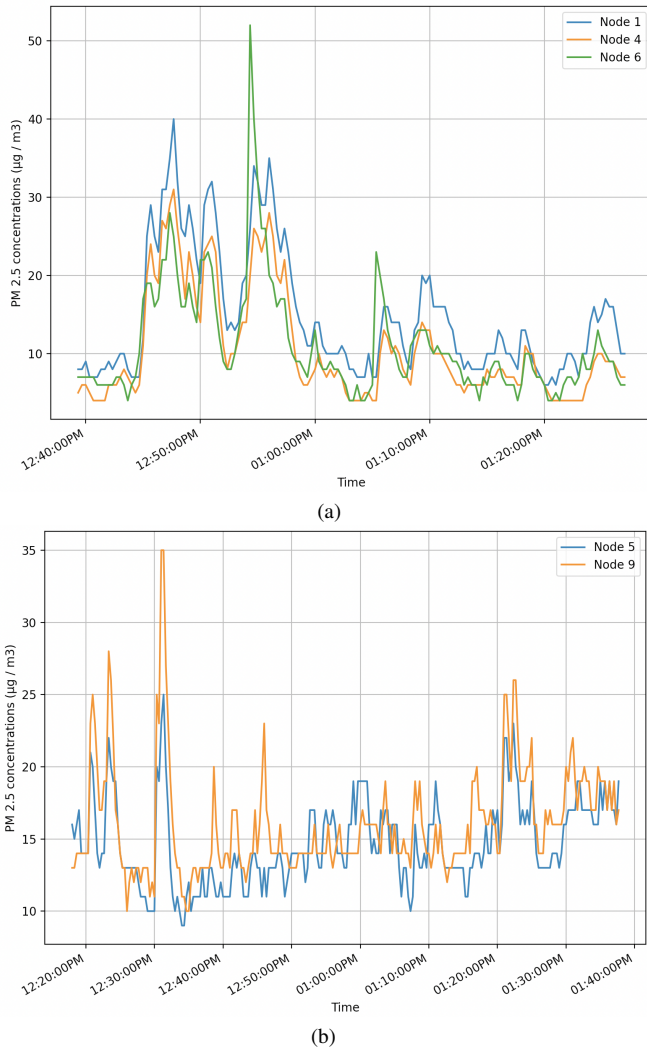 50
40
30
20
10
PM 2.5 concentrations (μg / m3)
Node 1
Node 4
Node 6
12:40:00PM
12:50:00PM
01:00:00PM
01:10:00PM
01:20:00PM
Time
(a)
35
30
25
20
15
10
PM 2.5 concentrations (μg / m3)
Node 5
Node 9
12:20:00PM
12:30:00PM
12:40:00PM
12:50:00PM
01:00:00PM
01:10:00PM
01:20:00PM
01:30:00PM
01:40:00PM
Time
(b)